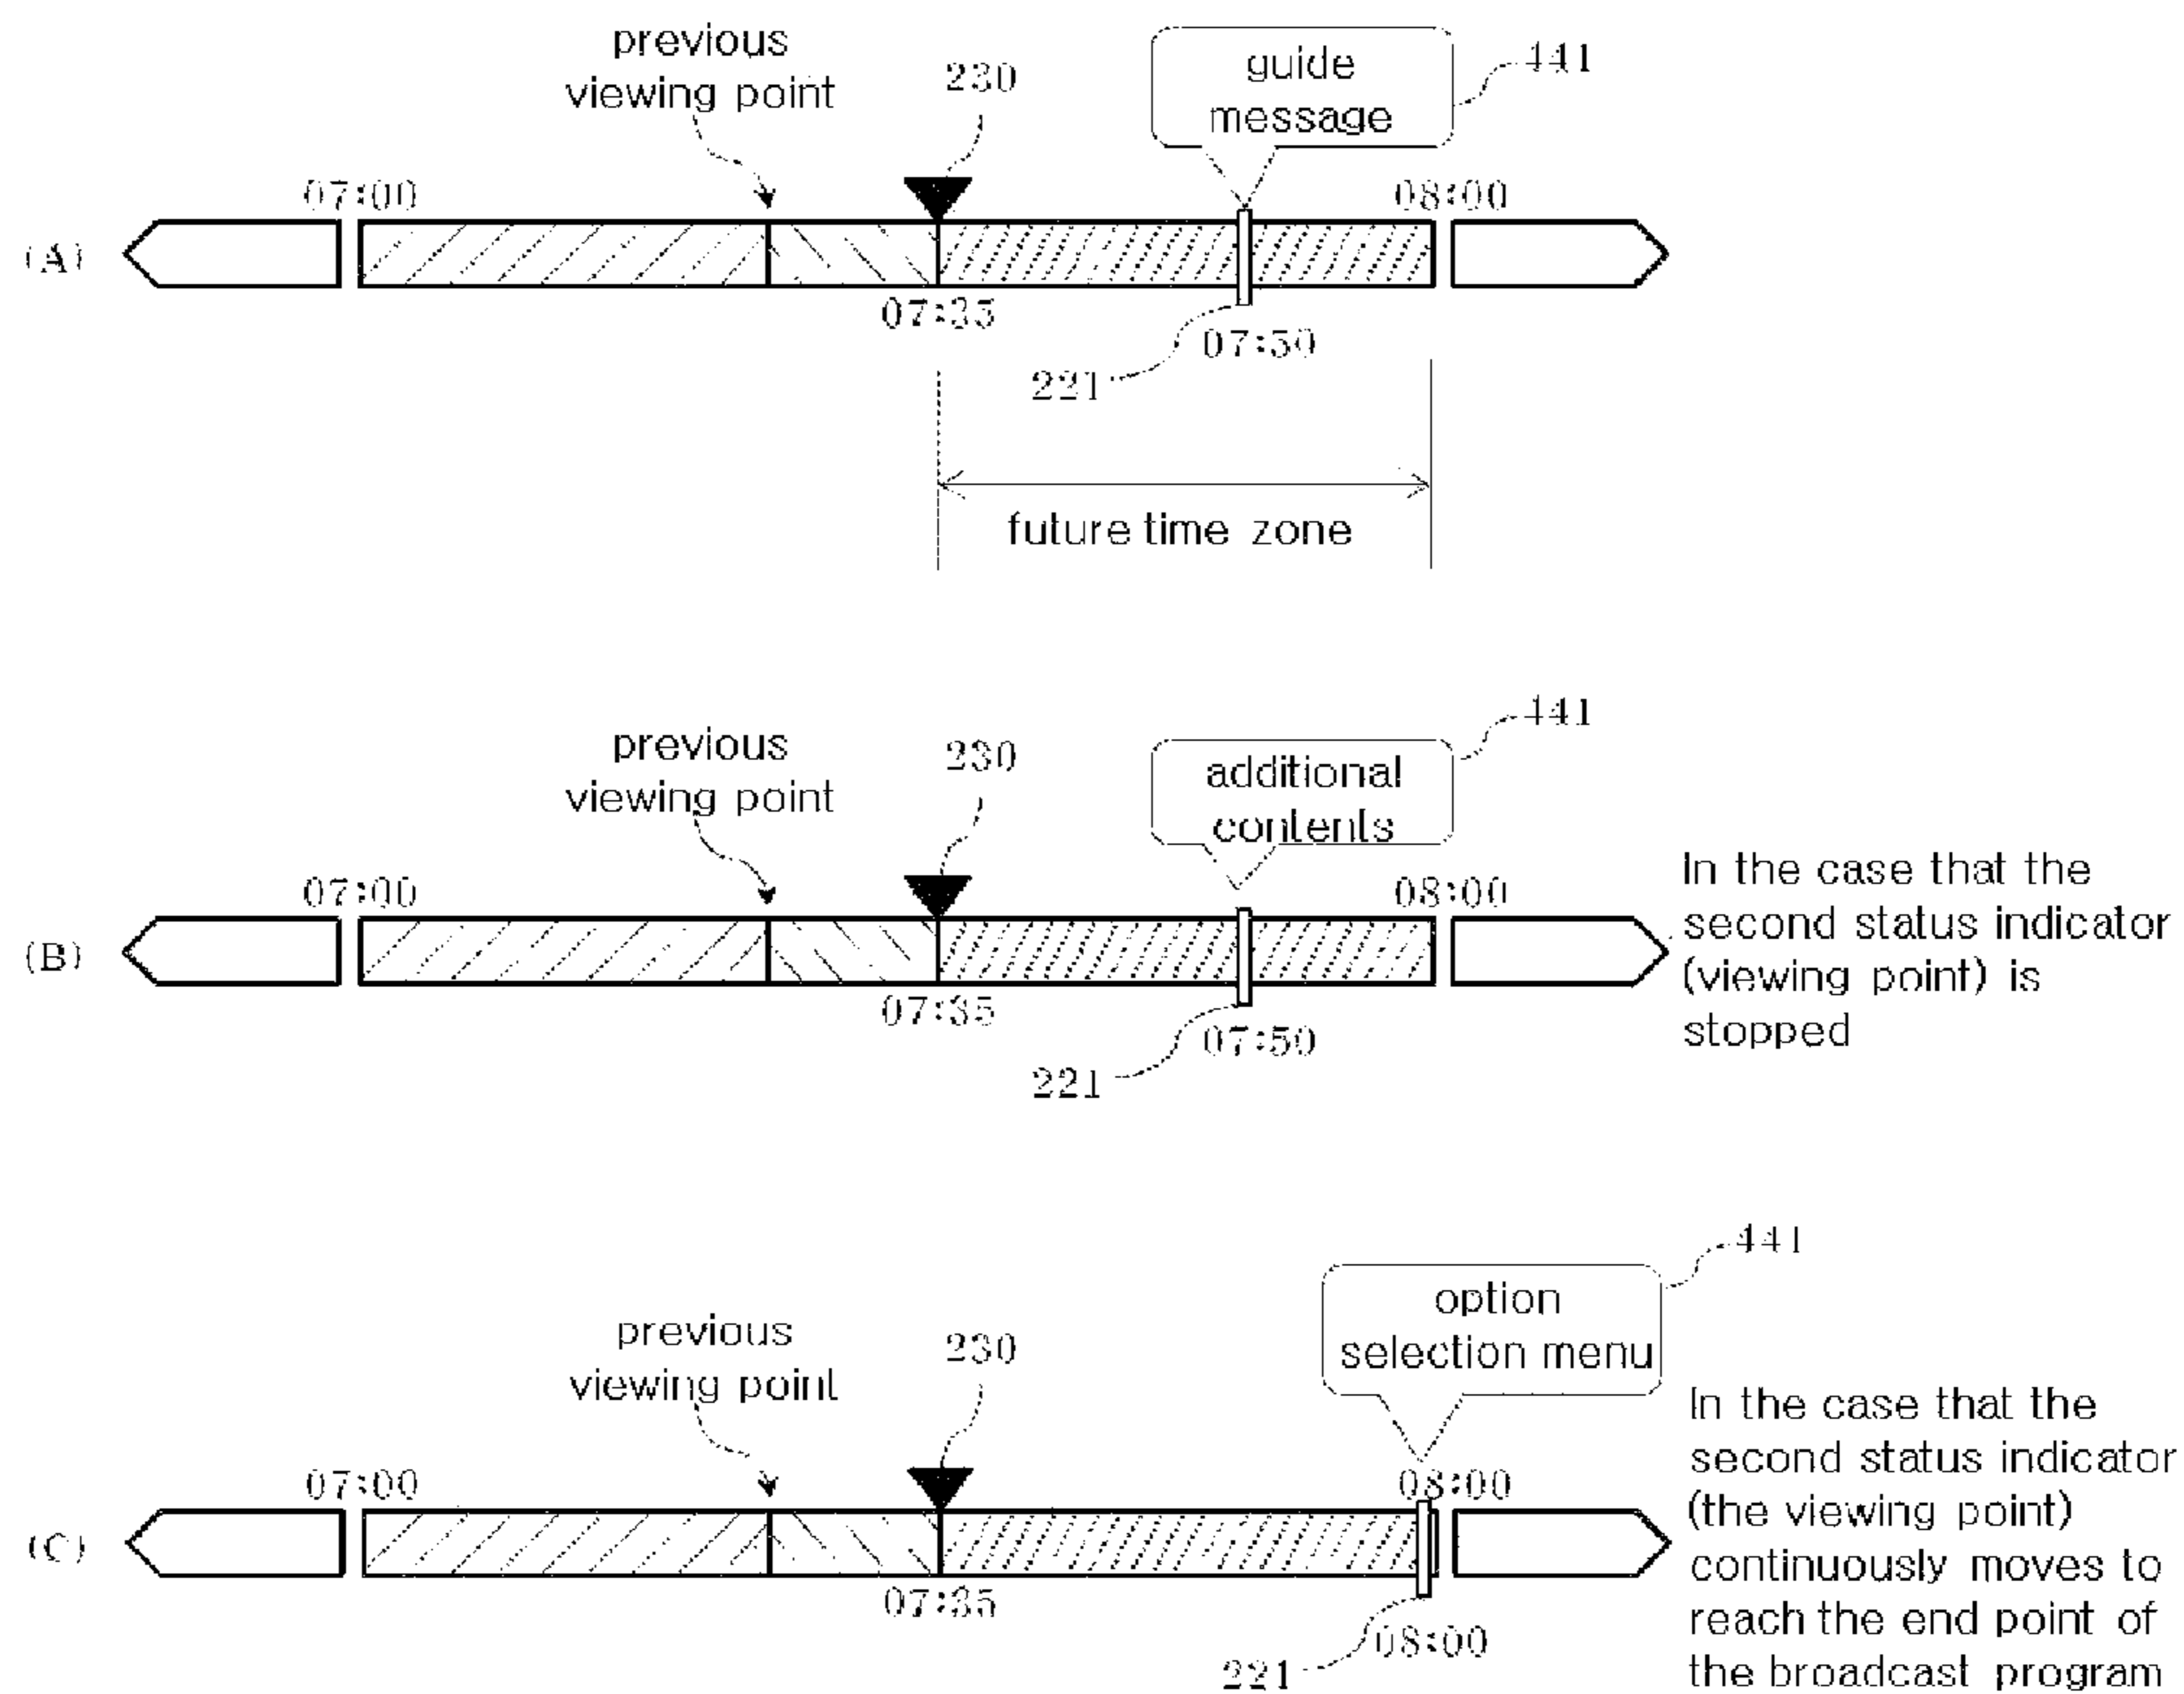 previous
viewing point
230
guide
message
441
07:00
08:00
(A)
07:35
07:50
221
future time zone
previous
viewing point
230
additional
contents
441
07:00
08:00
(B)
07:35
07:50
221
In the case that the
second status indicator
(viewing point) is
stopped
previous
viewing point
230
option
selection menu
441
07:00
08:00
(C)
07:35
08:00
221
In the case that the
second status indicator
(the viewing point)
continuously moves to
reach the end point of
the broadcast program